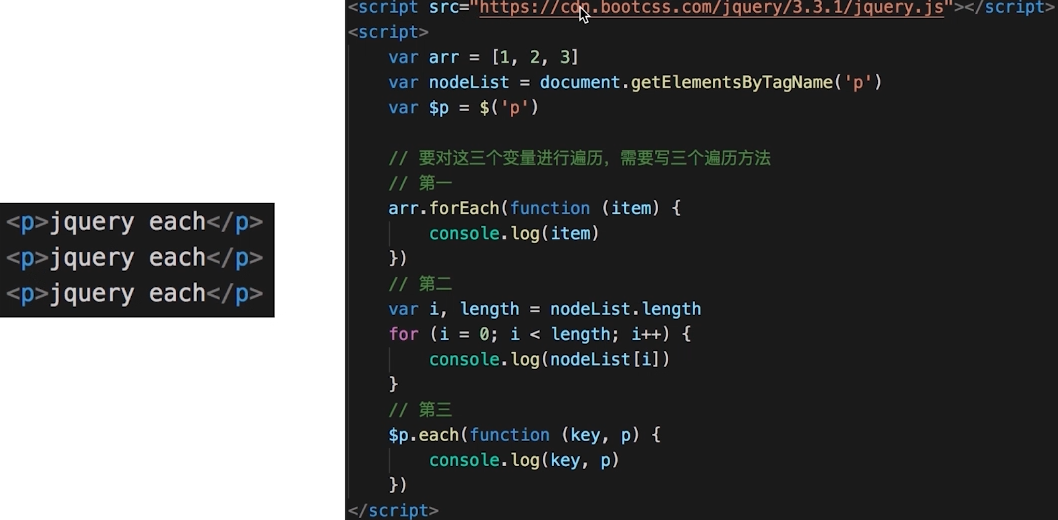 <p>jquery each</p>
<p>jquery each</p>
<p>jquery each</p>
<script src="https://cdn.bootcss.com/jquery/3.3.1/jquery.js"></script>
<script>
var arr = [1, 2, 3]
var nodeList = document.getElementsByTagName('p')
var $p = $('p')
// 要对这三个变量进行遍历，需要写三个遍历方法
// 第一
arr.forEach(function (item) {
console.log(item)
})
// 第二
var i, length = nodeList.length
for (i = 0; i < length; i++) {
console.log(nodeList[i])
}
// 第三
$p.each(function (key, p) {
console.log(key, p)
})
</script>